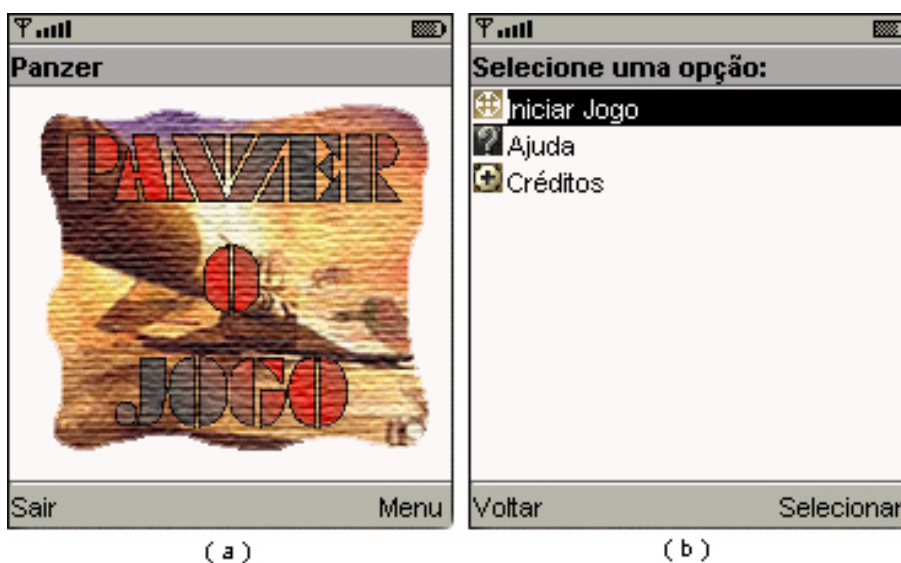 Panzer
PANZER
O
JOGO
Sair Menu
(a)
Selecione uma opção:
Iniciar Jogo
Ajuda
Créditos
Voltar Selecionar
(b)